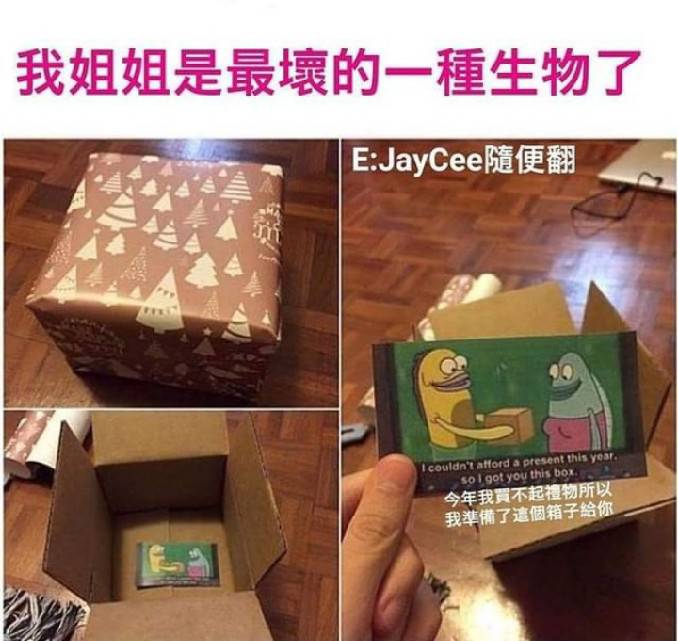 我姐姐是最壞的一種生物了
E:JayCee隨便翻
I couldn't afford a present this year,
so I got you this box.
今年我買不起禮物所以
我準備了這個箱子給你